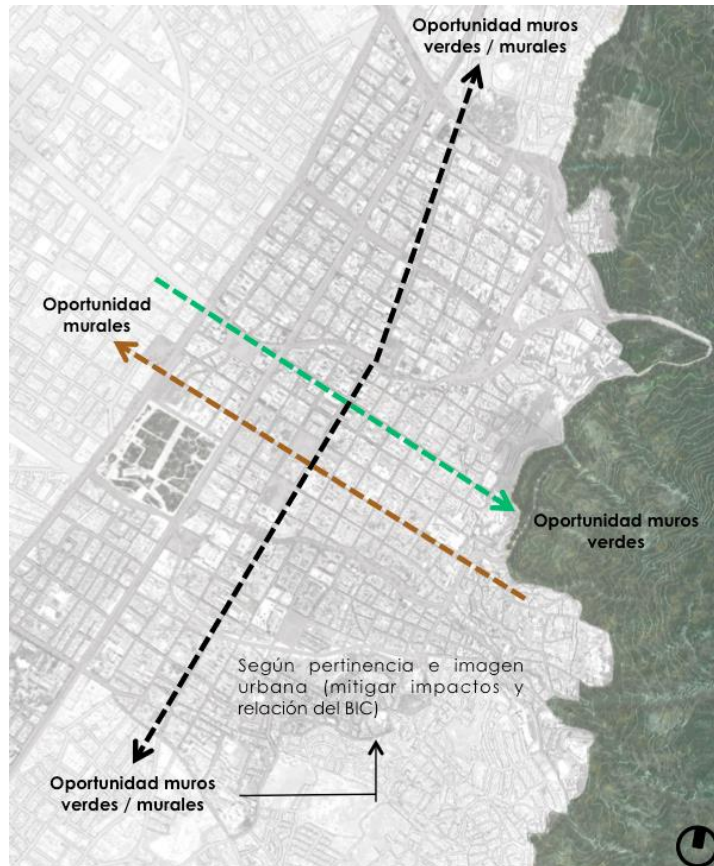 Oportunidad muros
verdes / murales
Oportunidad
murales
Oportunidad muros
verdes
Según pertinencia e imagen
urbana (mitigar impactos y
relación del BIC)
Oportunidad muros
verdes / murales